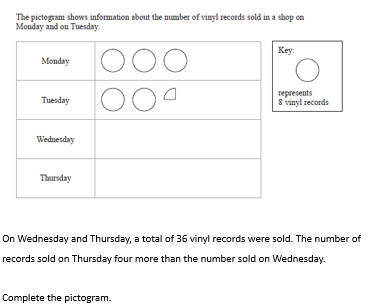 The pictogram shows information about the number of vinyl records sold in a shop on
Monday and on Tuesday.
Key:
Monday
represents
8 vinyl records
Tuesday
Wednesday
Thursday
On Wednesday and Thursday, a total of 36 vinyl records were sold. The number of
records sold on Thursday four more than the number sold on Wednesday.
Complete the pictogram.